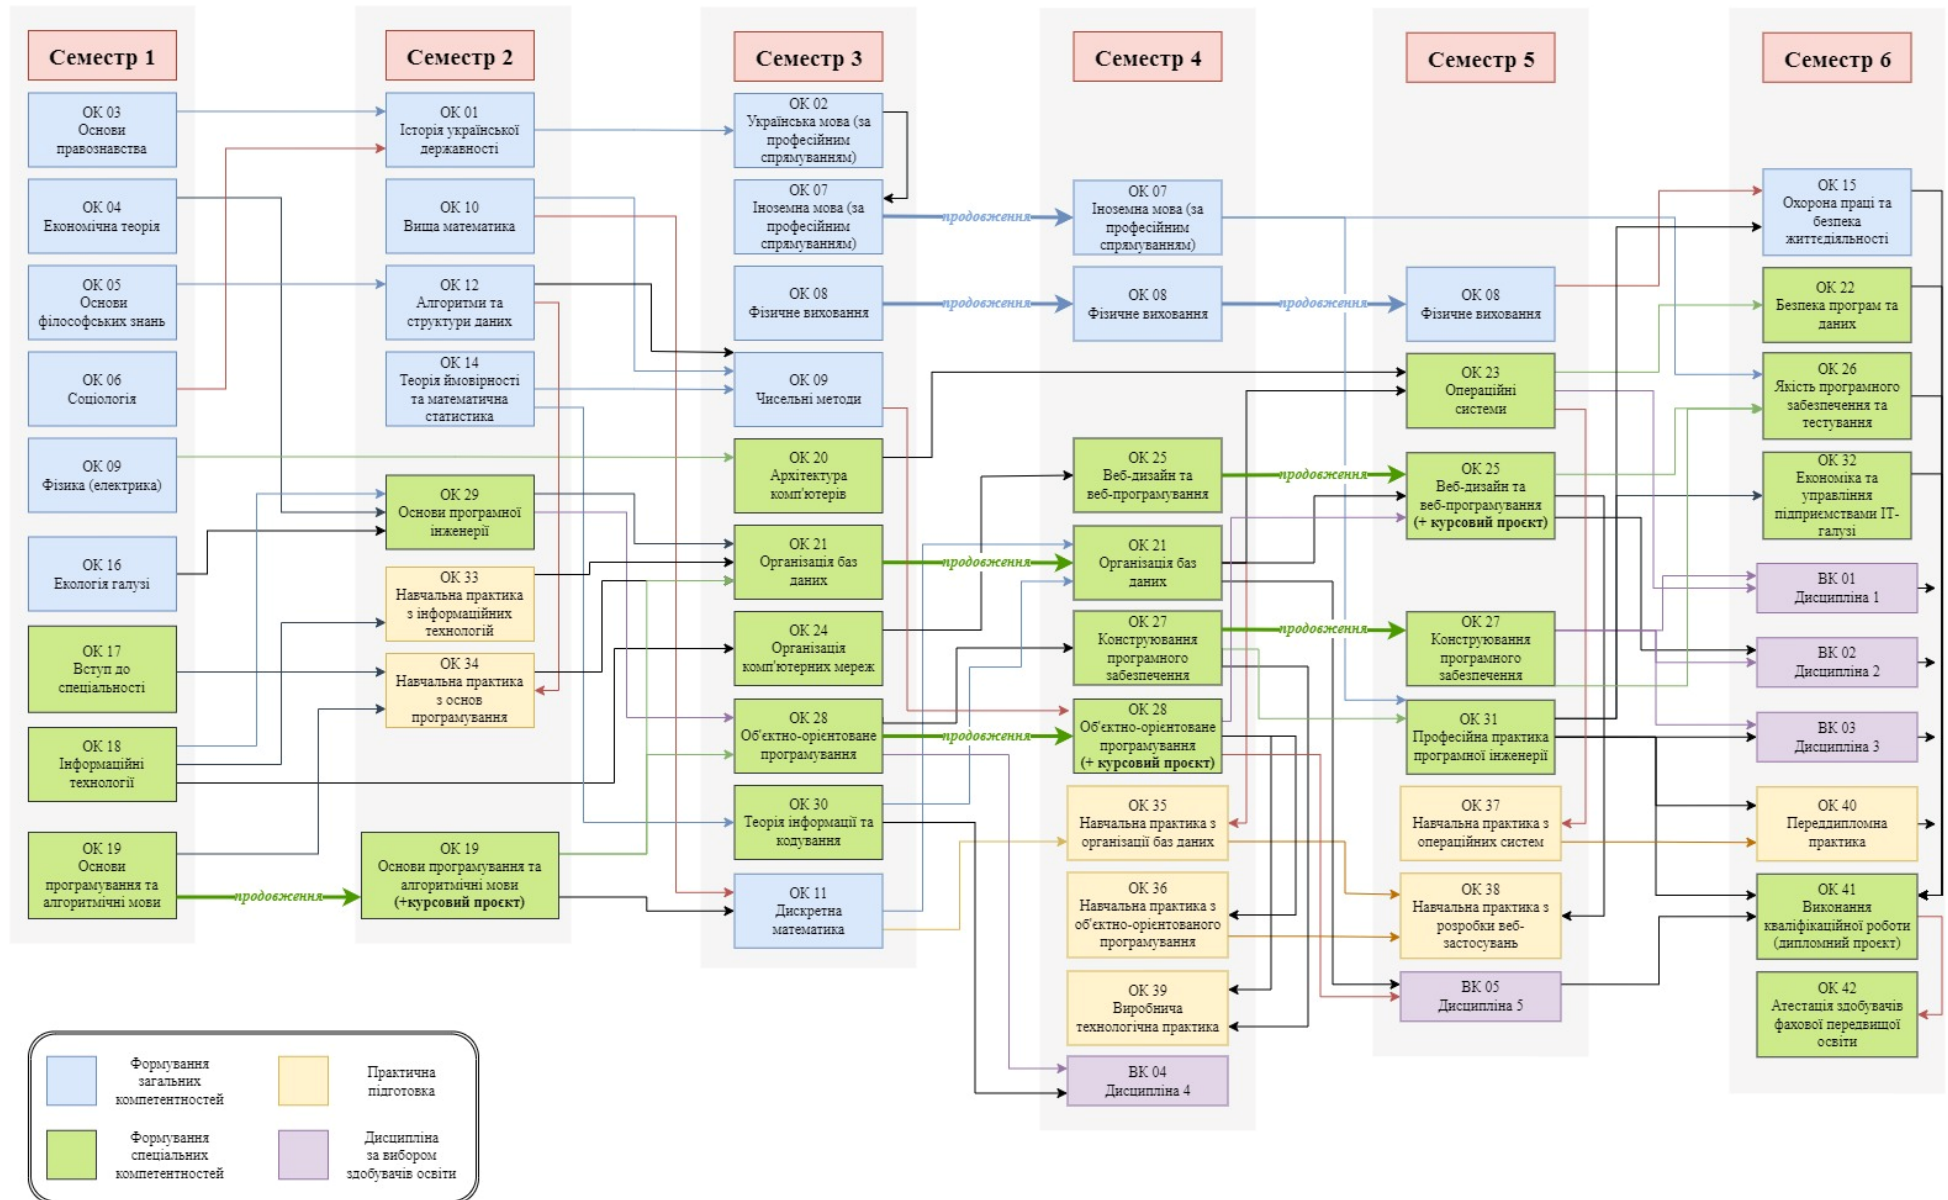 Семестр 1
ОК 03
Основи
правознавства
ОК 04
Економічна теорія
ОК 05
Основи
філософських знань
ОК 06
Соціологія
ОК 09
Фізика (електрика)
ОК 16
Екологія галузі
ОК 17
Вступ до
спеціальності
ОК 18
Інформаційні
технології
ОК 19
Основи
програмування та
алгоритмічні мови
продовження
Семестр 2
ОК 01
Історія української
державності
ОК 10
Вища математика
ОК 12
Алгоритми та
структури даних
ОК 14
Теорія ймовірності
та математична
статистика
ОК 29
Основи програмної
інженерії
ОК 33
Навчальна практика
з інформаційних
технологій
ОК 34
Навчальна практика
з основ
програмування
ОК 19
Основи програмування та
алгоритмічні мови
(+курсовий проєкт)
Семестр 3
ОК 02
Українська мова (за
професійним
спрямуванням)
ОК 07
Іноземна мова (за
професійним
спрямуванням)
продовження
ОК 08
Фізичне виховання
продовження
ОК 09
Чисельні методи
ОК 20
Архітектура
комп'ютерів
ОК 21
Організація баз
даних
продовження
ОК 24
Організація
комп'ютерних мереж
ОК 28
Об'єктно-орієнтоване
програмування
продовження
ОК 30
Теорія інформації та
кодування
ОК 11
Дискретна
математика
Семестр 4
ОК 07
Іноземна мова (за
професійним
спрямуванням)
ОК 08
Фізичне виховання
продовження
ОК 25
Веб-дизайн та
веб-програмування
продовження
ОК 21
Організація баз
даних
ОК 27
Конструювання
програмного
забезпечення
продовження
ОК 28
Об'єктно-орієнтоване
програмування
(+ курсовий проєкт)
ОК 35
Навчальна практика з
організації баз даних
ОК 36
Навчальна практика з
об'єктно-орієнтованого
програмування
ОК 39
Виробнича
технологічна практика
ВК 04
Дисципліна 4
Семестр 5
ОК 08
Фізичне виховання
ОК 23
Операційні
системи
ОК 25
Веб-дизайн та
веб-програмування
(+ курсовий проєкт)
ОК 27
Конструювання
програмного
забезпечення
ОК 31
Професійна практика
програмної інженерії
ОК 37
Навчальна практика з
операційних систем
ОК 38
Навчальна практика з
розробки веб-
застосувань
ВК 05
Дисципліна 5
Семестр 6
ОК 15
Охорона праці та
безпека
життєдіяльності
ОК 22
Безпека програм та
даних
ОК 26
Якість програмного
забезпечення та
тестування
ОК 32
Економіка та
управління
підприємствами ІТ-
галузі
ВК 01
Дисципліна 1
ВК 02
Дисципліна 2
ВК 03
Дисципліна 3
ОК 40
Переддипломна
практика
ОК 41
Виконання
кваліфікаційної роботи
(дипломний проєкт)
ОК 42
Атестація здобувачів
фахової передвищої
освіти
Формування
загальних
компетентностей
Практична
підготовка
Формування
спеціальних
компетентностей
Дисципліна
за вибором
здобувачів освіти